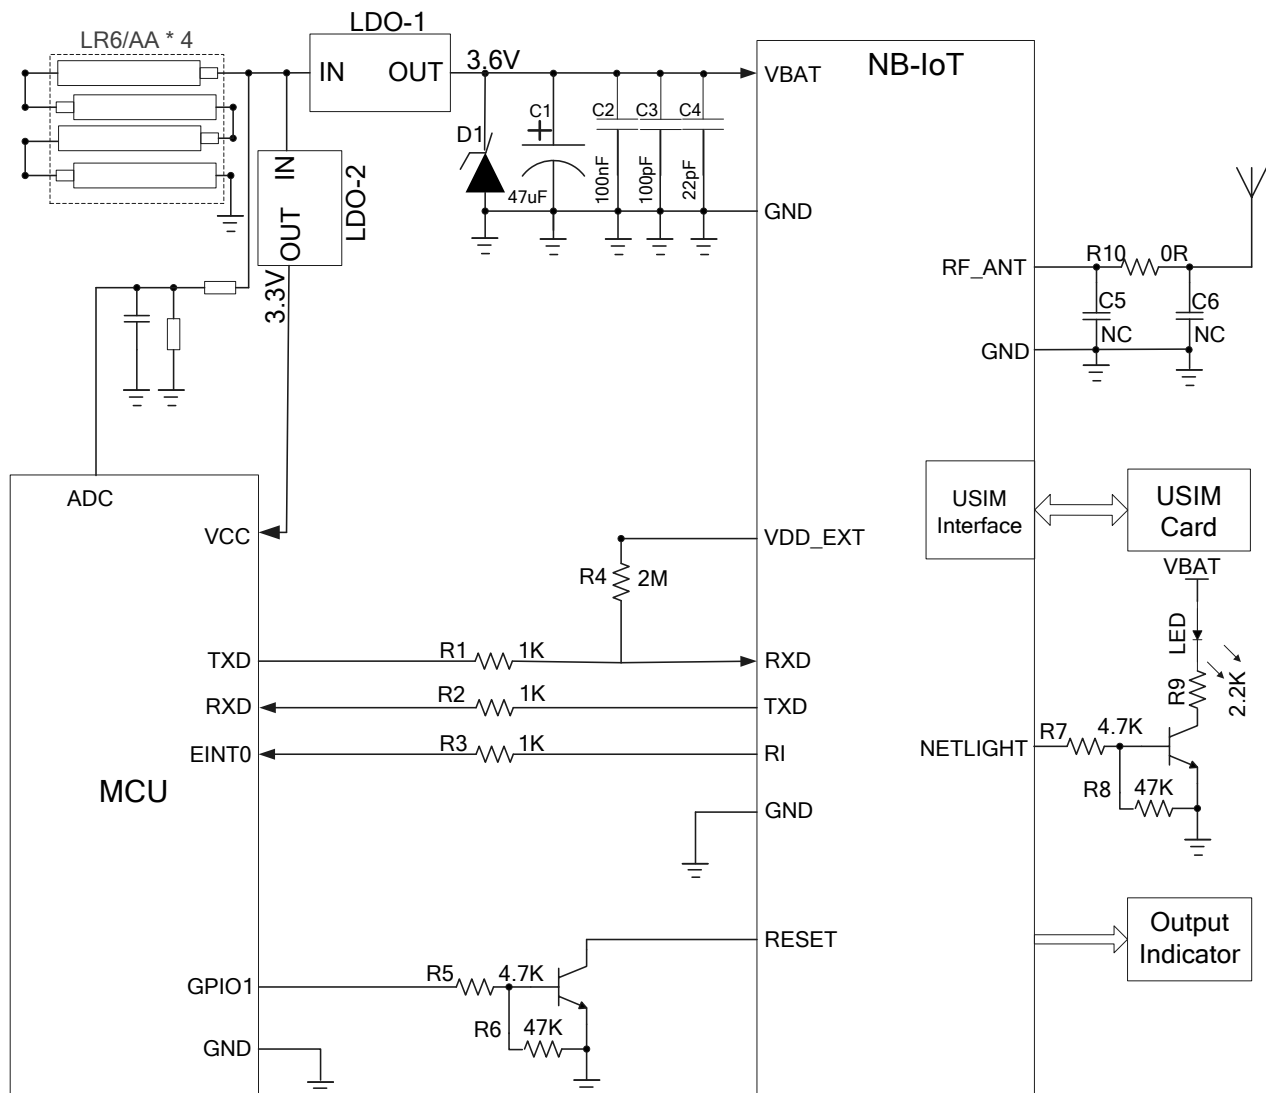 LR6/AA * 4
LDO-1
IN
OUT
3.6V
VBAT
NB-IoT
D1
C1
47uF
C2
100nF
C3
100pF
C4
22pF
IN
OUT
LDO-2
3.3V
GND
RF_ANT
R10
0R
C5
NC
C6
NC
GND
ADC
VCC
VDD_EXT
R4
2M
USIM
Interface
USIM
Card
VBAT
LED
R9
2.2K
TXD
R1
1K
RXD
RXD
R2
1K
TXD
EINT0
R3
1K
RI
NETLIGHT
R7
4.7K
R8
47K
MCU
GND
RESET
Output
Indicator
GPIO1
R5
4.7K
R6
47K
GND